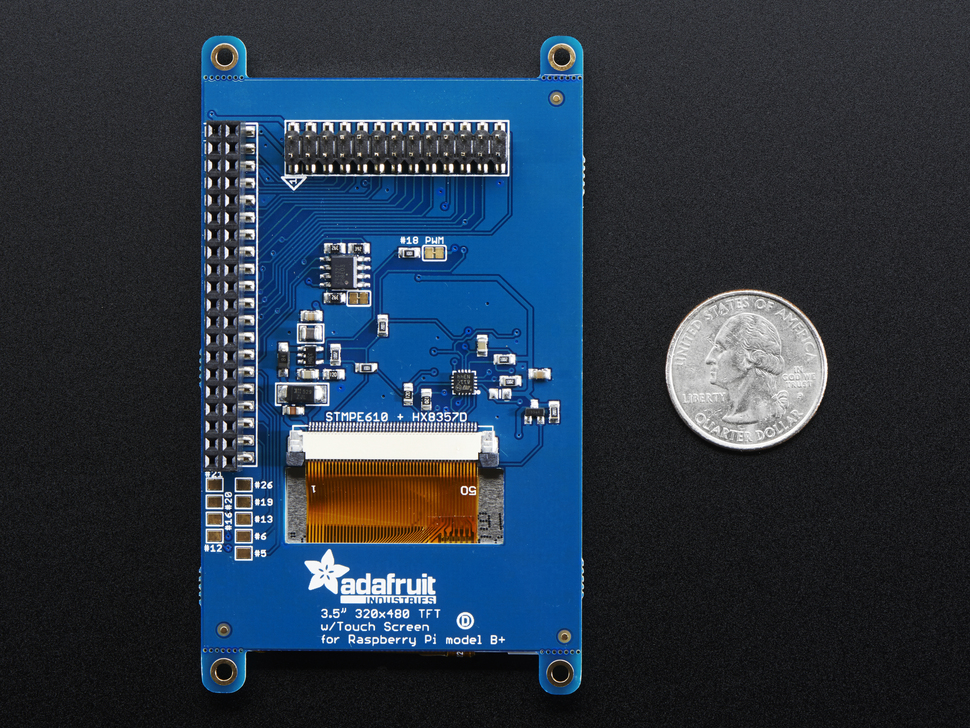 #18 PWM
STMPE610 + HX8357D
1
50
#21
#26
#20
#19
#16
#13
#6
#12
#5
adafruit
INDUSTRIES
3.5" 320x480 TFT
w/Touch Screen
D
for Raspberry Pi model B+
UNITED STATES OF AMERICA
IN
GOD WE
TRUST
LIBERTY
P
QUARTER DOLLAR